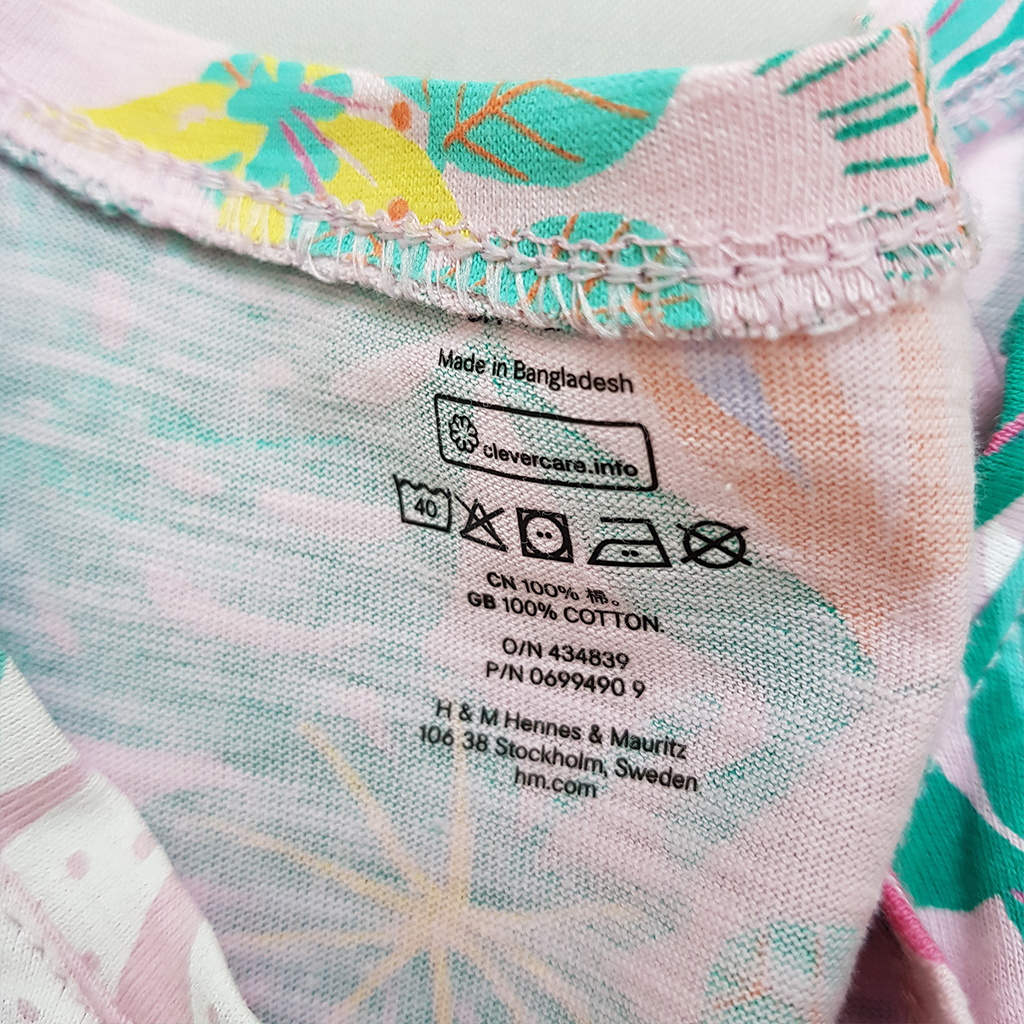 Made in Bangladesh
clevercare.info
40
CN 100% 棉。
GB 100% COTTON.
O/N 434839
P/N 0699490 9
H & M Hennes & Mauritz
106 38 Stockholm, Sweden
hm.com